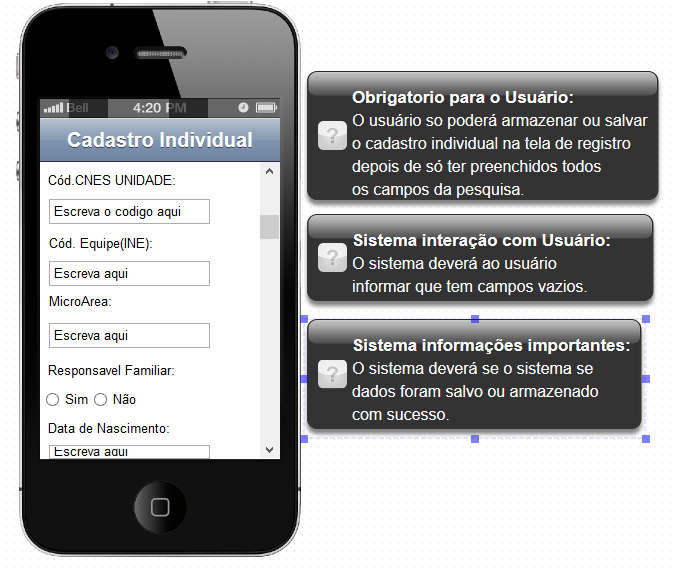 Bell 4:20 PM
Cadastro Individual
Cód.CNES UNIDADE:
Escreva o codigo aqui
Cód. Equipe(INE):
Escreva aqui
MicroArea:
Escreva aqui
Responsavel Familiar:
Sim Não
Data de Nascimento:
Escreva aqui
Obrigatorio para o Usuário:
O usuário so poderá armazenar ou salvar
o cadastro individual na tela de registro
depois de só ter preenchidos todos
os campos da pesquisa.
?
Sistema interação com Usuário:
O sistema deverá ao usuário
informar que tem campos vazios.
?
Sistema informações importantes:
O sistema deverá se o sistema se
dados foram salvo ou armazenado
com sucesso.
?